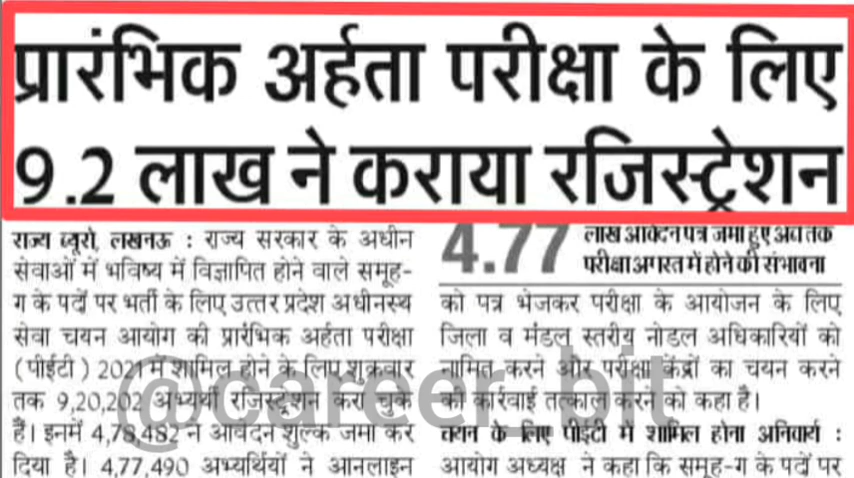 प्रारंभिक अर्हता परीक्षा के लिए
9.2 लाख ने कराया रजिस्ट्रेशन
राज्य ब्यूरो, लखनऊ : राज्य सरकार के अधीन
सेवाओं में भविष्य में विज्ञापित होने वाले समूह-
ग के पदों पर भर्ती के लिए उत्तर प्रदेश अधीनस्थ
सेवा चयन आयोग की प्रारंभिक अर्हता परीक्षा
(पीईटी) 2021 में शामिल होने के लिए शुक्रवार
तक 9,20,202 अभ्यर्थी रजिस्ट्रेशन करा चुके
हैं। इनमें 4,78,482 ने आवेदन शुल्क जमा कर
दिया है। 4,77,490 अभ्यर्थियों ने आनलाइन
4.77
लाख आवेदन पत्र जमा हुए अब तक
परीक्षा अगस्त में होने की संभावना
को पत्र भेजकर परीक्षा के आयोजन के लिए
जिला व मंडल स्तरीय नोडल अधिकारियों को
नामित करने और परीक्षा केंद्रों का चयन करने
की कार्रवाई तत्काल करने को कहा है।
चयन के लिए पीईटी में शामिल होना अनिवार्य :
आयोग अध्यक्ष ने कहा कि समूह-ग के पदों पर
@career_bit